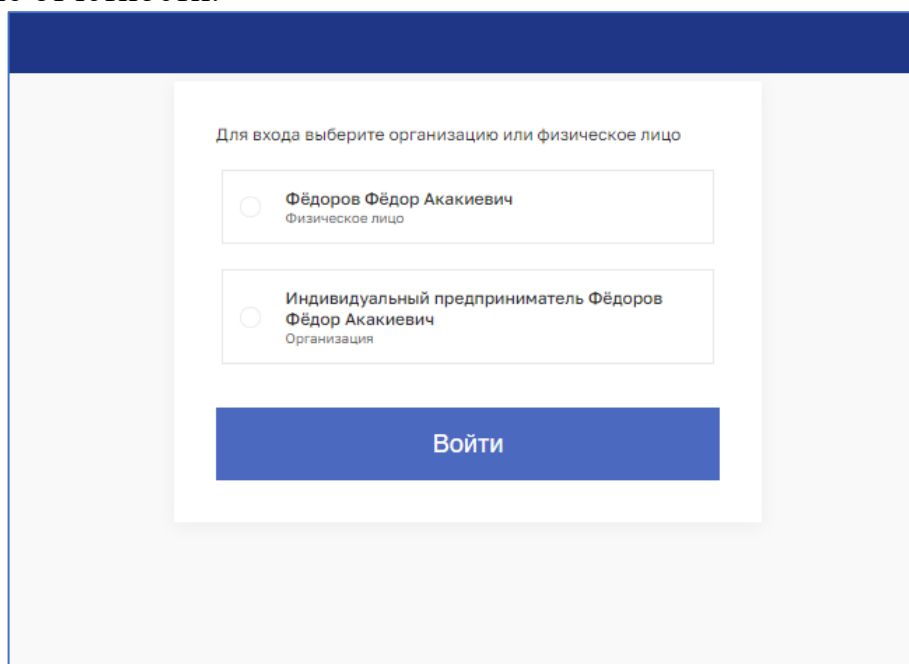 Для входа выберите организацию или физическое лицо
Фёдоров Фёдор Акакиевич
Физическое лицо
Индивидуальный предприниматель Фёдоров
Фёдор Акакиевич
Организация
Войти